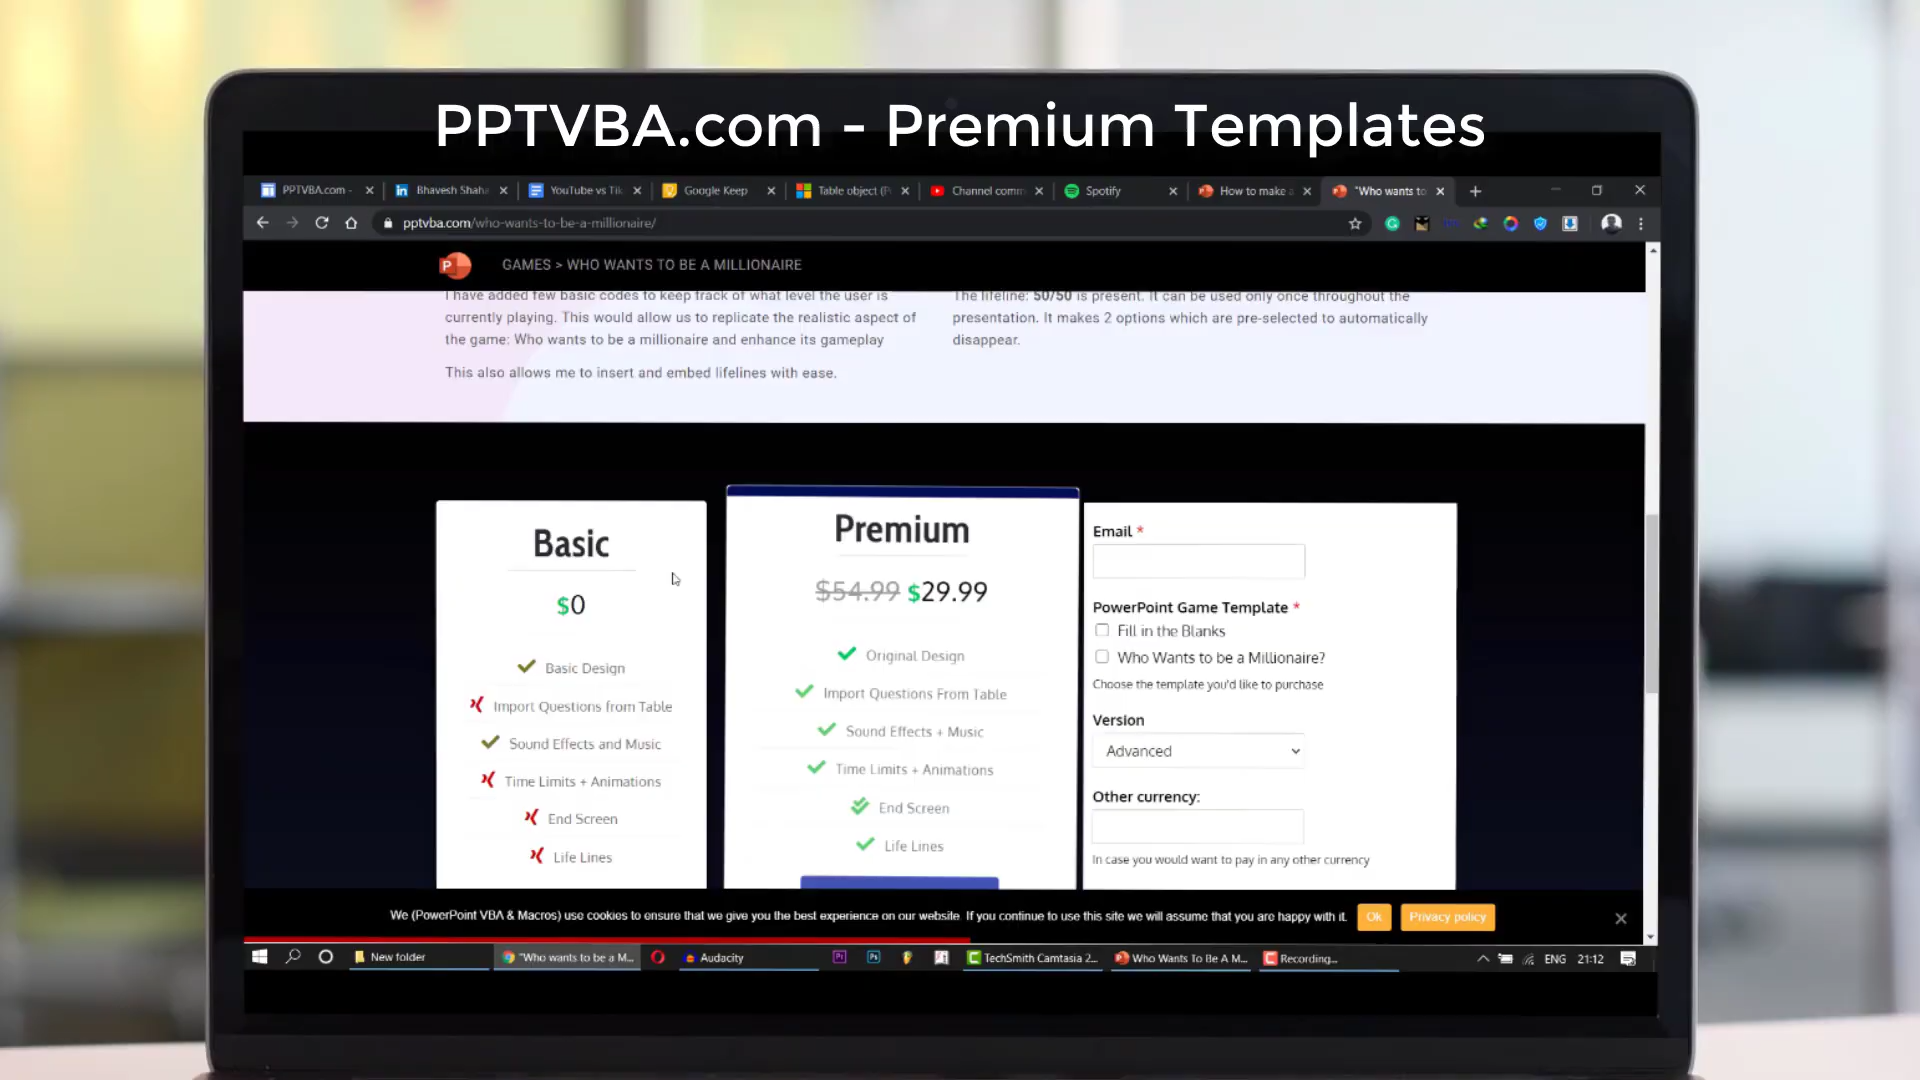 PPTVBA.com - Premium Templates
PPTVBA.com -
Bhavesh Shaha
YouTube vs Tik
Google Keep
Table object (P
Channel comm
Spotify
How to make a
"Who wants to
pptvba.com/who-wants-to-be-a-millionaire/
GAMES > WHO WANTS TO BE A MILLIONAIRE
I have added few basic codes to keep track of what level the user is
currently playing. This would allow us to replicate the realistic aspect of
the game: Who wants to be a millionaire and enhance its gameplay
This also allows me to insert and embed lifelines with ease.
The lifeline: 50/50 is present. It can be used only once throughout the
presentation. It makes 2 options which are pre-selected to automatically
disappear.
Basic
$0
Basic Design
Import Questions from Table
Sound Effects and Music
Time Limits + Animations
End Screen
Life Lines
Premium
$54.99 $29.99
Original Design
Import Questions From Table
Sound Effects + Music
Time Limits + Animations
End Screen
Life Lines
Email *
PowerPoint Game Template *
Fill in the Blanks
Who Wants to be a Millionaire?
Choose the template you'd like to purchase
Version
Advanced
Other currency:
In case you would want to pay in any other currency
We (PowerPoint VBA & Macros) use cookies to ensure that we give you the best experience on our website. If you continue to use this site we will assume that you are happy with it.
Ok
Privacy policy
New folder
"Who wants to be a M...
Audacity
TechSmith Camtasia 2...
Who Wants To Be A M...
Recording...
ENG
21:12